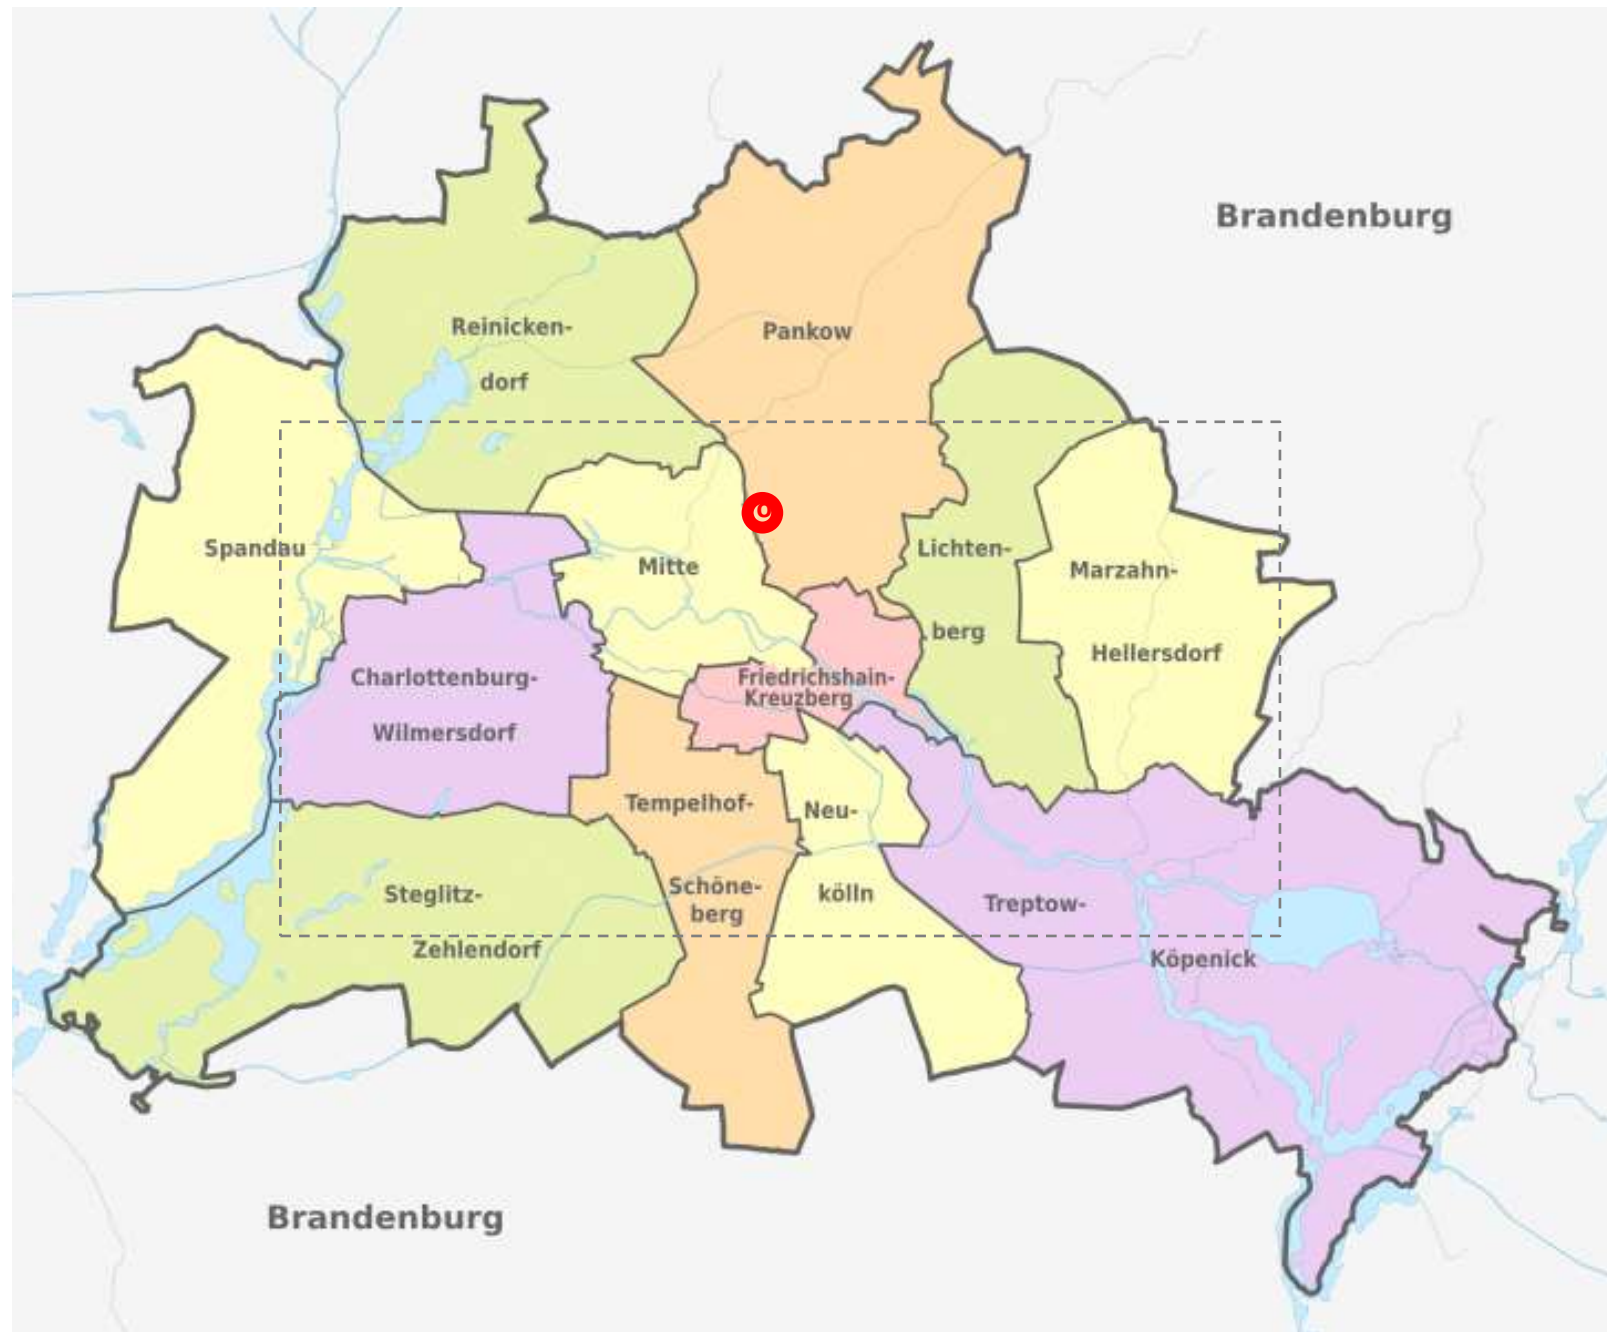 Brandenburg
Reinicken-
dorf
Pankow
Spandau
Mitte
Lichten-
berg
Marzahn-
Hellersdorf
Charlottenburg-
Wilmersdorf
Friedrichshain-
Kreuzberg
Tempelhof-
Schöne-
berg
Neu-
kölln
Steglitz-
Zehlendorf
Treptow-
Köpenick
Brandenburg